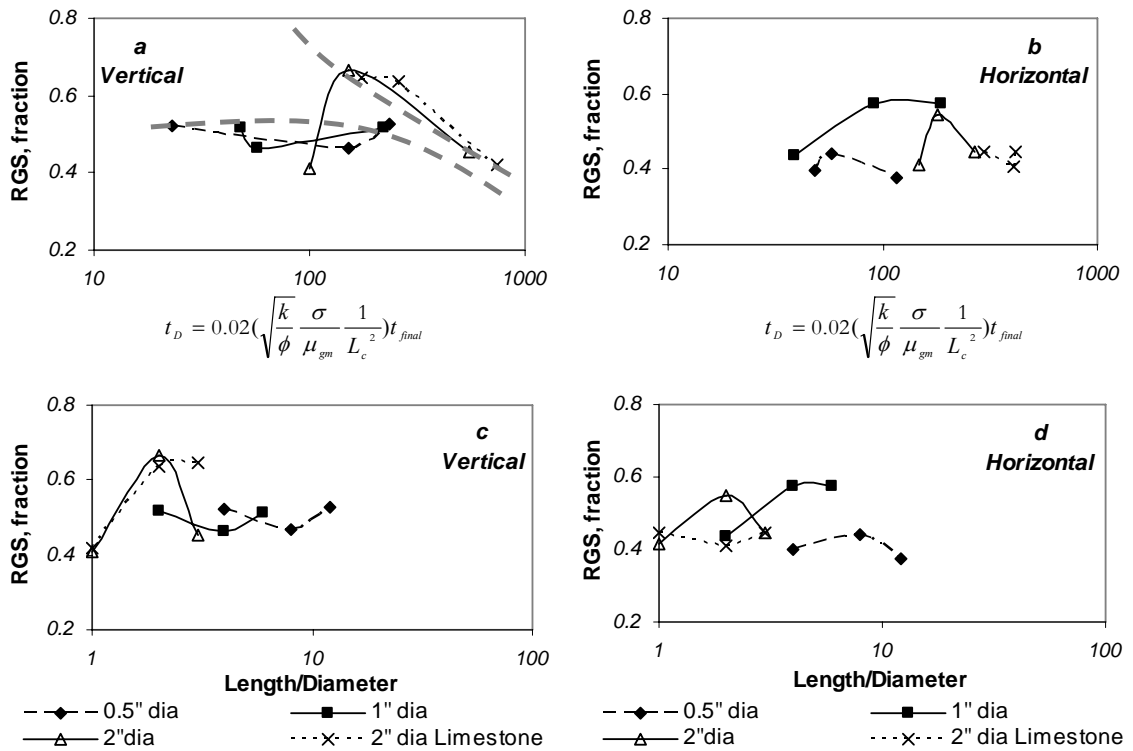 a
Vertical
RGS, fraction
0.8
0.6
0.4
0.2
10
100
1000
t_D = 0.02(√(k/ϕ) σ/μ_gm 1/L_c²)t_final
b
Horizontal
RGS, fraction
0.8
0.6
0.4
0.2
10
100
1000
t_D = 0.02(√(k/ϕ) σ/μ_gm 1/L_c²)t_final
c
Vertical
RGS, fraction
0.8
0.6
0.4
0.2
1
10
100
Length/Diameter
0.5" dia
1" dia
2"dia
2" dia Limestone
d
Horizontal
RGS, fraction
0.8
0.6
0.4
0.2
1
10
100
Length/Diameter
0.5" dia
1" dia
2"dia
2" dia Limestone